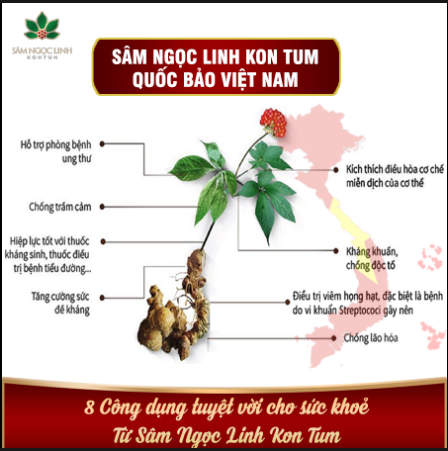 SÂM NGỌC LINH
KONTUM
SÂM NGỌC LINH KON TUM
QUỐC BẢO VIỆT NAM
Hỗ trợ phòng bệnh
ung thư
Chống trầm cảm
Hiệp lực tốt với thuốc
kháng sinh, thuốc điều
trị bệnh tiểu đường...
Tăng cường sức
đề kháng
Kích thích điều hòa cơ chế
miễn dịch của cơ thể
Kháng khuẩn,
chống độc tố
Điều trị viêm họng hạt, đặc biệt là bệnh
do vi khuẩn Streptococi gây nên
Chống lão hóa
8 Công dụng tuyệt vời cho sức khoẻ
Từ Sâm Ngọc Linh Kon Tum